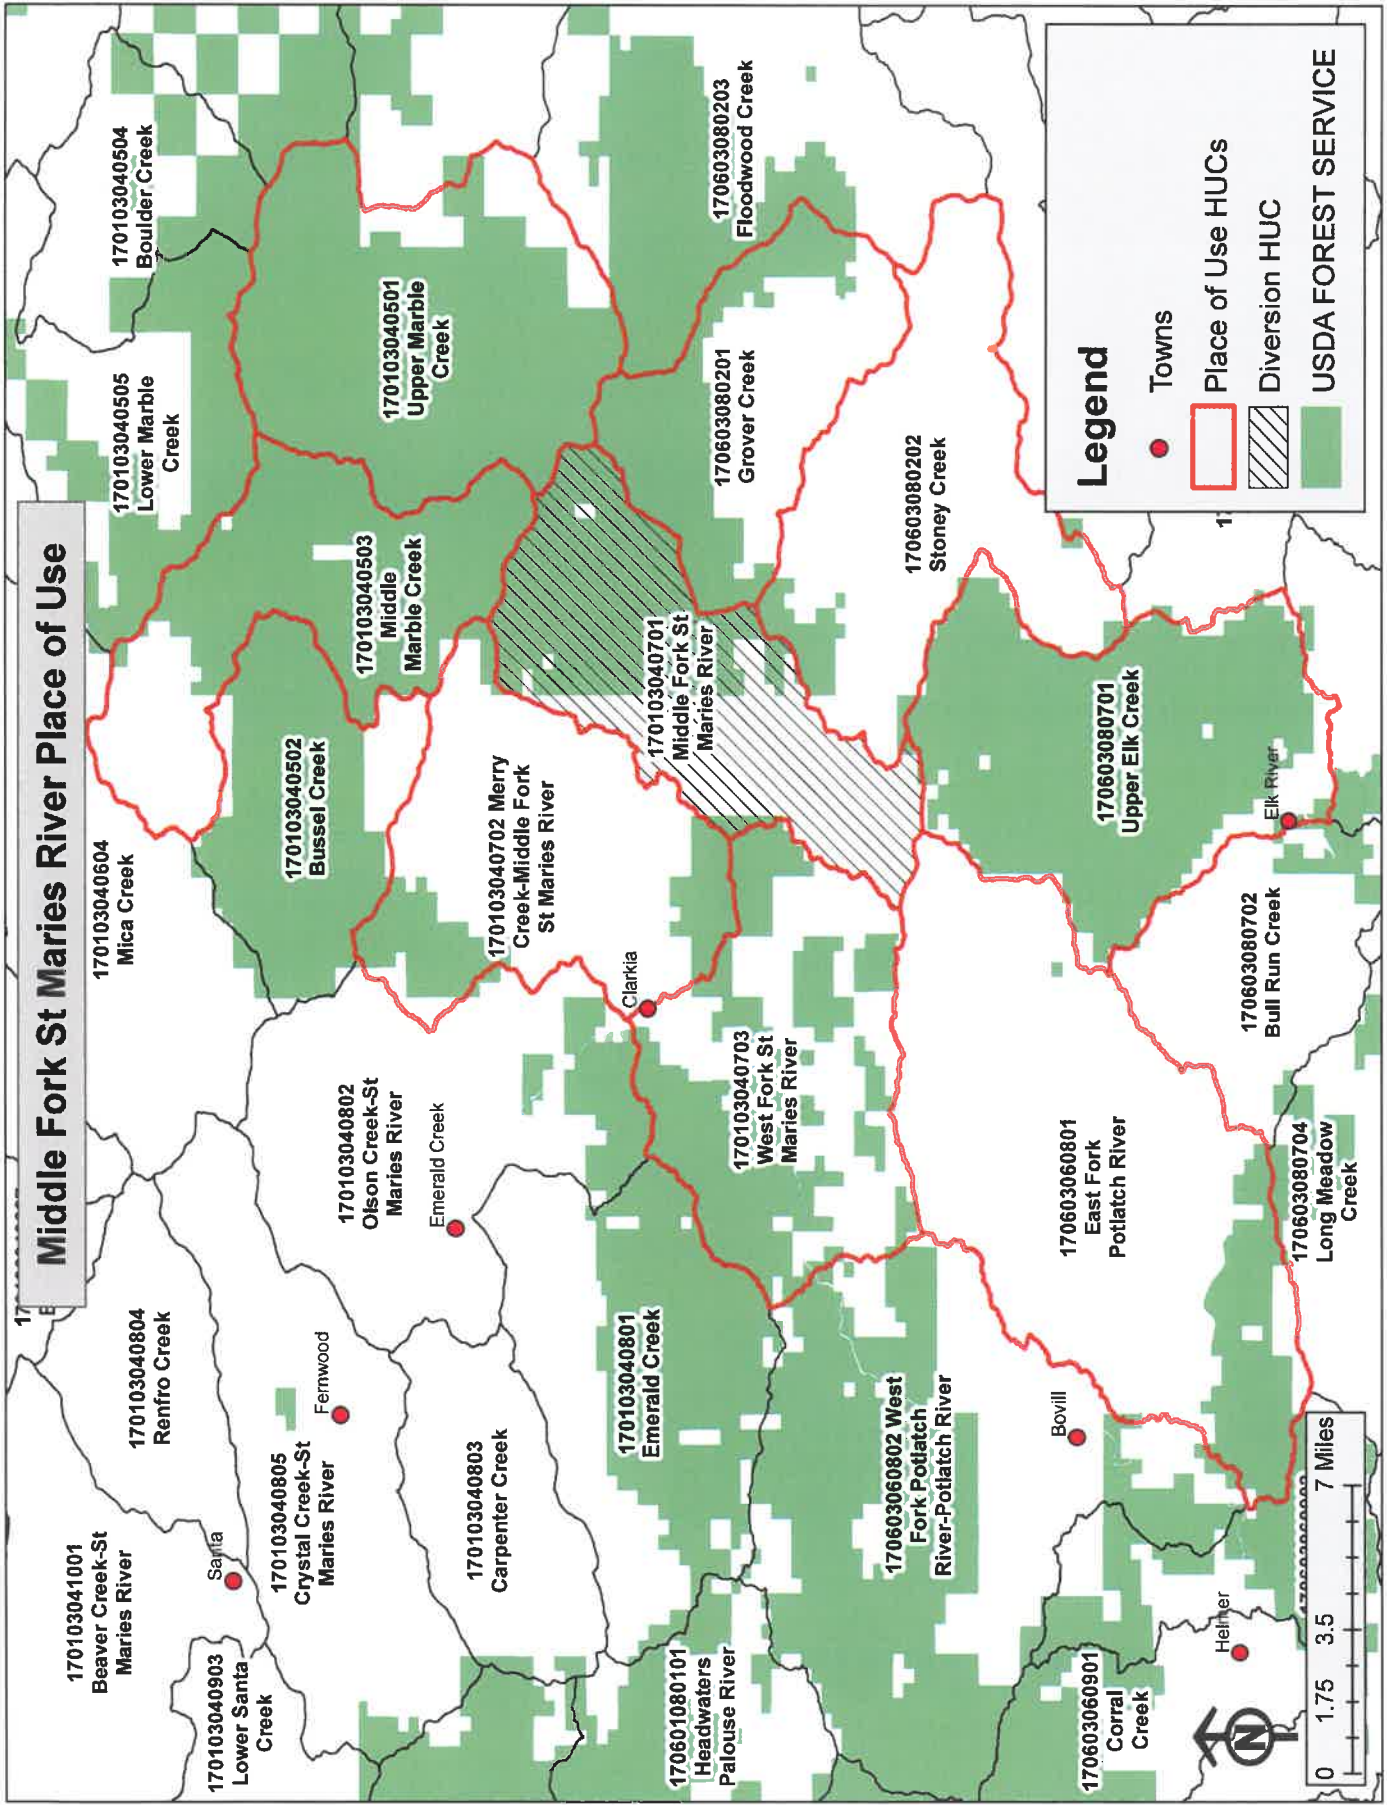 Middle Fork St Maries River Place of Use
170103041001
Beaver Creek-St
Maries River
170103040804
Renfro Creek
170103040604
Mica Creek
170103040505
Lower Marble
Creek
170103040504
Boulder Creek
170103040903
Lower Santa
Creek
Santa
170103040805
Crystal Creek-St
Maries River
Fernwood
170103040802
Olson Creek-St
Maries River
Emerald Creek
170103040502
Bussel Creek
170103040503
Middle
Marble Creek
170103040501
Upper Marble
Creek
170103040803
Carpenter Creek
170103040702 Merry
Creek-Middle Fork
St Maries River
Clarkia
170103040801
Emerald Creek
170103040701
Middle Fork St
Maries River
170603080201
Grover Creek
170603080203
Floodwood Creek
170601080101
Headwaters
Palouse River
170103040703
West Fork St
Maries River
170603060802 West
Fork Potlatch
River-Potlatch River
170603080202
Stoney Creek
Bovill
170603060801
East Fork
Potlatch River
170603080701
Upper Elk Creek
Elk River
170603060901
Corral
Creek
Helmer
170603080702
Bull Run Creek
170603080704
Long Meadow
Creek
N
0 1.75 3.5 7 Miles
Legend
Towns
Place of Use HUCs
Diversion HUC
USDA FOREST SERVICE